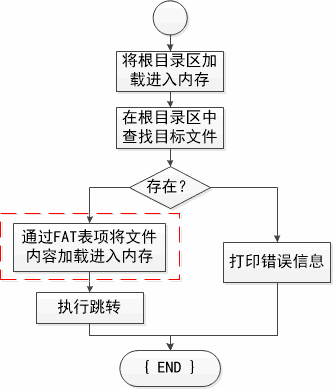 将根目录区加
载进入内存
在根目录区中
查找目标文件
存在?
通过FAT表项将文件
内容加载进入内存
打印错误信息
执行跳转
{ END }